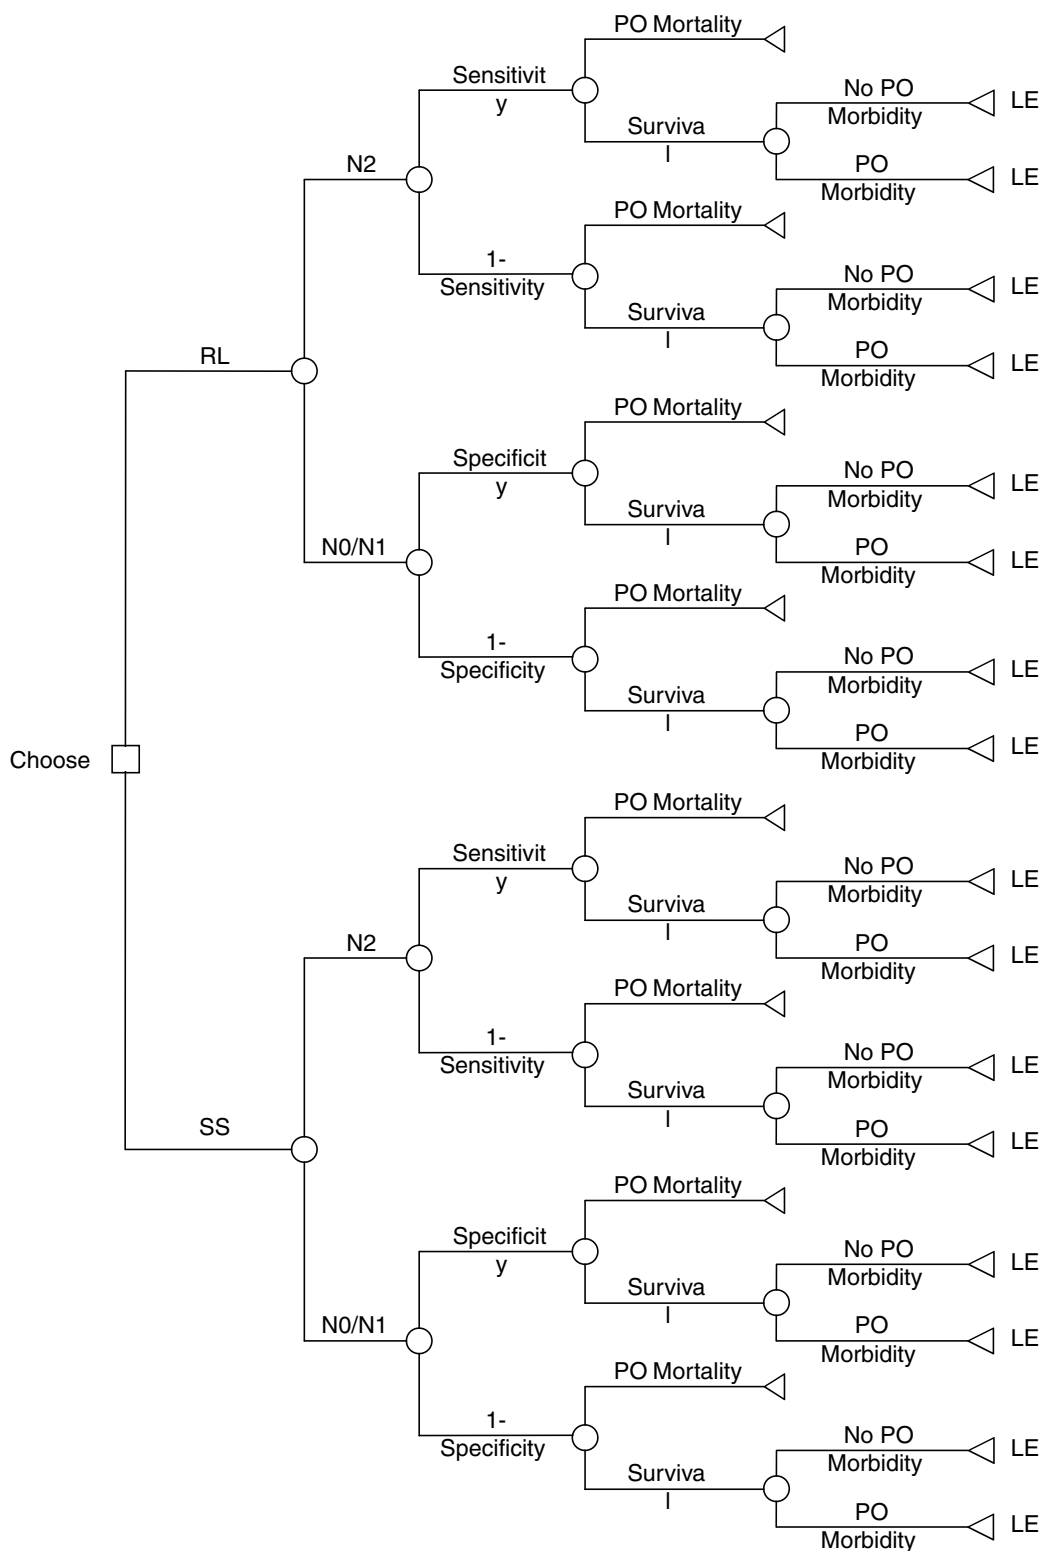 PO Mortality
Sensitivit
y
No PO
Morbidity
LE
Surviva
l
PO
Morbidity
LE
N2
PO Mortality
1-
Sensitivity
No PO
Morbidity
LE
Surviva
l
PO
Morbidity
LE
RL
PO Mortality
Specificit
y
No PO
Morbidity
LE
Surviva
l
PO
Morbidity
LE
N0/N1
PO Mortality
1-
Specificity
No PO
Morbidity
LE
Surviva
l
PO
Morbidity
LE
Choose
PO Mortality
Sensitivit
y
No PO
Morbidity
LE
Surviva
l
PO
Morbidity
LE
N2
PO Mortality
1-
Sensitivity
No PO
Morbidity
LE
Surviva
l
PO
Morbidity
LE
SS
PO Mortality
Specificit
y
No PO
Morbidity
LE
Surviva
l
PO
Morbidity
LE
N0/N1
PO Mortality
1-
Specificity
No PO
Morbidity
LE
Surviva
l
PO
Morbidity
LE